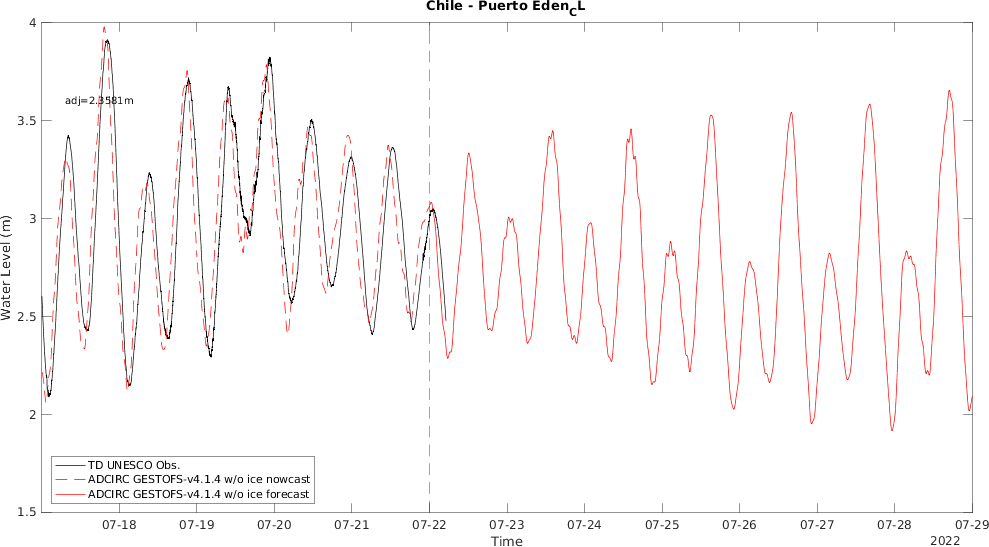 Chile - Puerto Eden_CL
4
3.5
3
2.5
2
1.5
Water Level (m)
adj=2.3581m
TD UNESCO Obs.
ADCIRC GESTOFS-v4.1.4 w/o ice nowcast
ADCIRC GESTOFS-v4.1.4 w/o ice forecast
07-18 07-19 07-20 07-21 07-22 07-23 07-24 07-25 07-26 07-27 07-28 07-29
Time
2022